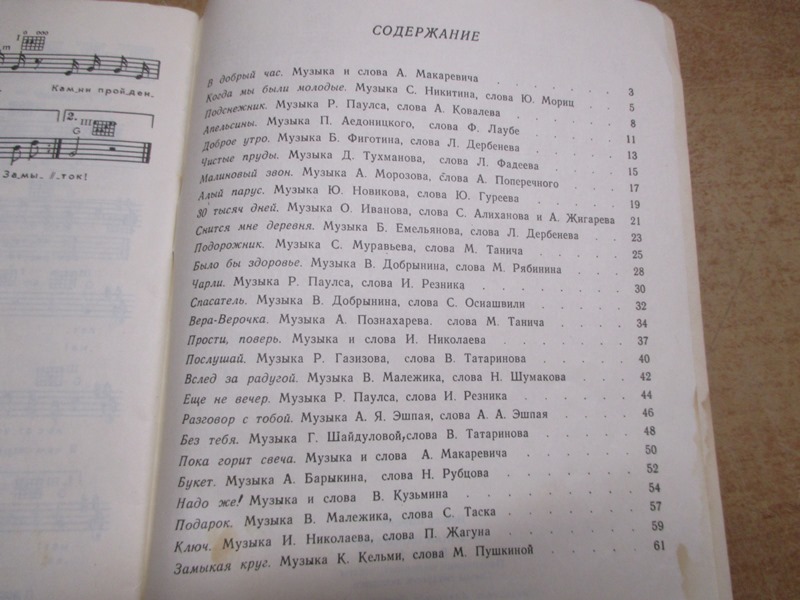 I
m
Кам_ни прой_ден_
2.
III
G
За_мы_ _ток!
СОДЕРЖАНИЕ
В добрый час. Музыка и слова А. Макаревича . . . . . . 3
Когда мы были молодые. Музыка С. Никитина, слова Ю. Мориц . . 5
Подснежник. Музыка Р. Паулса, слова А. Ковалева . . . . 8
Апельсины. Музыка П. Аедоницкого, слова Ф. Лаубе . . . . 11
Доброе утро. Музыка Б. Фиготина, слова Л. Дербенева . . . 13
Чистые пруды. Музыка Д. Тухманова, слова Л. Фадеева . . . 15
Малиновый звон. Музыка А. Морозова, слова А. Поперечного . . 17
Алый парус. Музыка Ю. Новикова, слова Ю. Гуреева . . . . 19
30 тысяч дней. Музыка О. Иванова, слова С. Алиханова и А. Жигарева 21
Снится мне деревня. Музыка Б. Емельянова, слова Л. Дербенева . . 23
Подорожник. Музыка С. Муравьева, слова М. Танича . . . . 25
Было бы здоровье. Музыка В. Добрынина, слова М. Рябинина . . 28
Чарли. Музыка Р. Паулса, слова И. Резника . . . . . 30
Спасатель. Музыка В. Добрынина, слова С. Осиашвили . . . 32
Вера-Верочка. Музыка А. Познахарева. слова М. Танича . . . 34
Прости, поверь. Музыка и слова И. Николаева . . . . . 37
Послушай. Музыка Р. Газизова, слова В. Татаринова . . . . 40
Вслед за радугой. Музыка В. Малежика, слова Н. Шумакова . . 42
Еще не вечер. Музыка Р. Паулса, слова И. Резника . . . . 44
Разговор с тобой. Музыка А. Я. Эшпая, слова А. А. Эшпая . . . 46
Без тебя. Музыка Г. Шайдуловой,слова В. Татаринова . . . 48
Пока горит свеча. Музыка и слова А. Макаревича . . . . 50
Букет. Музыка А. Барыкина, слова Н. Рубцова . . . . . 52
Надо же! Музыка и слова В. Кузьмина . . . . . . 54
Подарок. Музыка В. Малежика, слова С. Таска . . . . . 57
Ключ. Музыка И. Николаева, слова П. Жагуна . . . . . 59
Замыкая круг. Музыка К. Кельми, слова М. Пушкиной . . . . 61